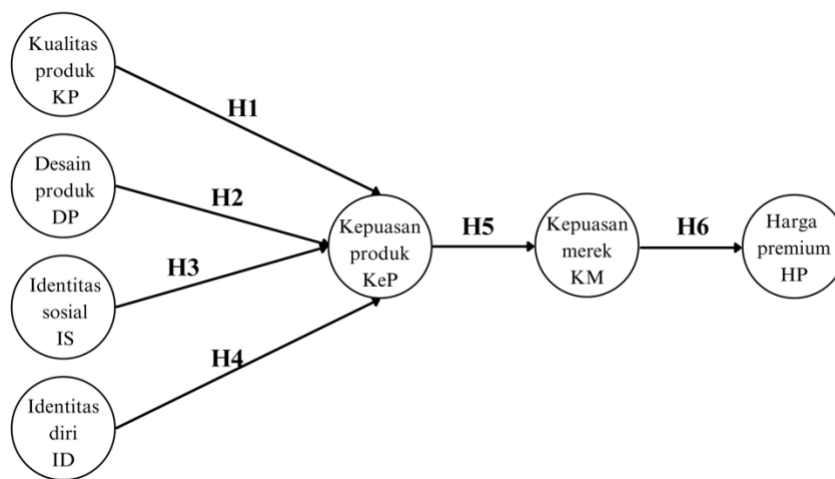 Kualitas
produk
KP
H1
Desain
produk
DP
H2
H3
Identitas
sosial
IS
H4
Identitas
diri
ID
Kepuasan
produk
KeP
H5
Kepuasan
merek
KM
H6
Harga
premium
HP